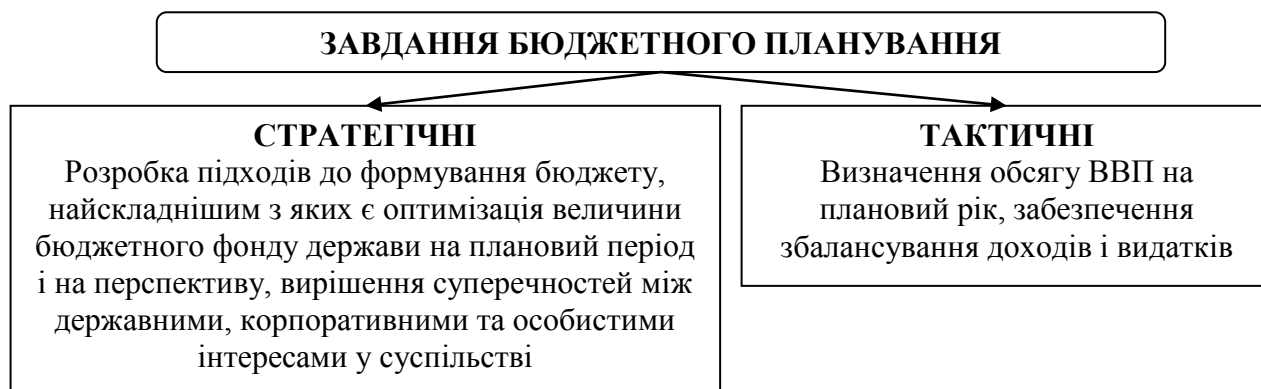 ЗАВДАННЯ БЮДЖЕТНОГО ПЛАНУВАННЯ
СТРАТЕГІЧНІ
Розробка підходів до формування бюджету,
найскладнішим з яких є оптимізація величини
бюджетного фонду держави на плановий період
і на перспективу, вирішення суперечностей між
державними, корпоративними та особистими
інтересами у суспільстві
ТАКТИЧНІ
Визначення обсягу ВВП на
плановий рік, забезпечення
збалансування доходів і видатків